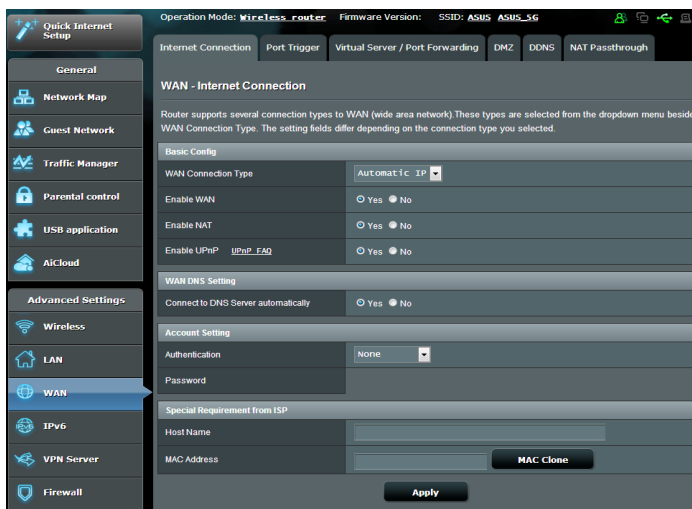 Quick Internet
Setup
General
Network Map
Guest Network
Traffic Manager
Parental control
USB application
AiCloud
Advanced Settings
Wireless
LAN
WAN
IPv6
VPN Server
Firewall
Operation Mode: Wireless router Firmware Version: SSID: ASUS ASUS_5G
Internet Connection Port Trigger Virtual Server / Port Forwarding DMZ DDNS NAT Passthrough
WAN - Internet Connection
Router supports several connection types to WAN (wide area network).These types are selected from the dropdown menu beside
WAN Connection Type. The setting fields differ depending on the connection type you selected.
Basic Config
WAN Connection Type Automatic IP
Enable WAN Yes No
Enable NAT Yes No
Enable UPnP UPnP FAQ Yes No
WAN DNS Setting
Connect to DNS Server automatically Yes No
Account Setting
Authentication None
Password
Special Requirement from ISP
Host Name
MAC Address MAC Clone
Apply